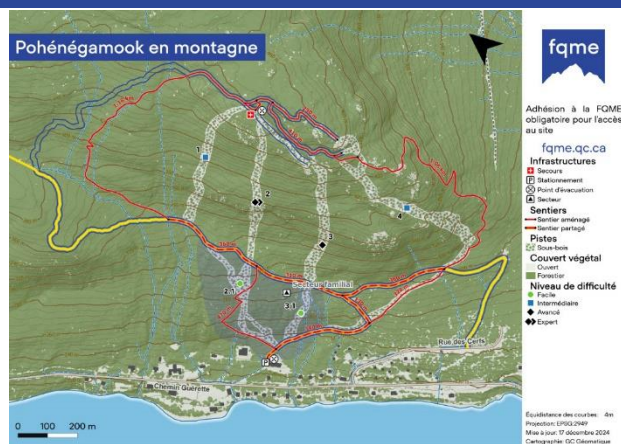 Pohénégamook en montagne
fqme
Adhésion à la FQME
obligatoire pour l'accès
au site
fqme.qc.ca
Infrastructures
Secours
P Stationnement
Point d'évacuation
Secteur
Sentiers
Sentier aménagé
Sentier partagé
Pistes
Sous-bois
Couvert végétal
Ouvert
Forestier
Niveau de difficulté
Facile
Intermédiaire
Avancé
Expert
1
2
3
4
2.1
Secteur familial
3.1
P
Rue des Cerfs
Chemin Guérette
0 100 200 m
Équidistance des courbes: 4m
Projection: EPSG:2949
Mise à jour: 17 décembre 2024
Cartographie: GC Géomatique